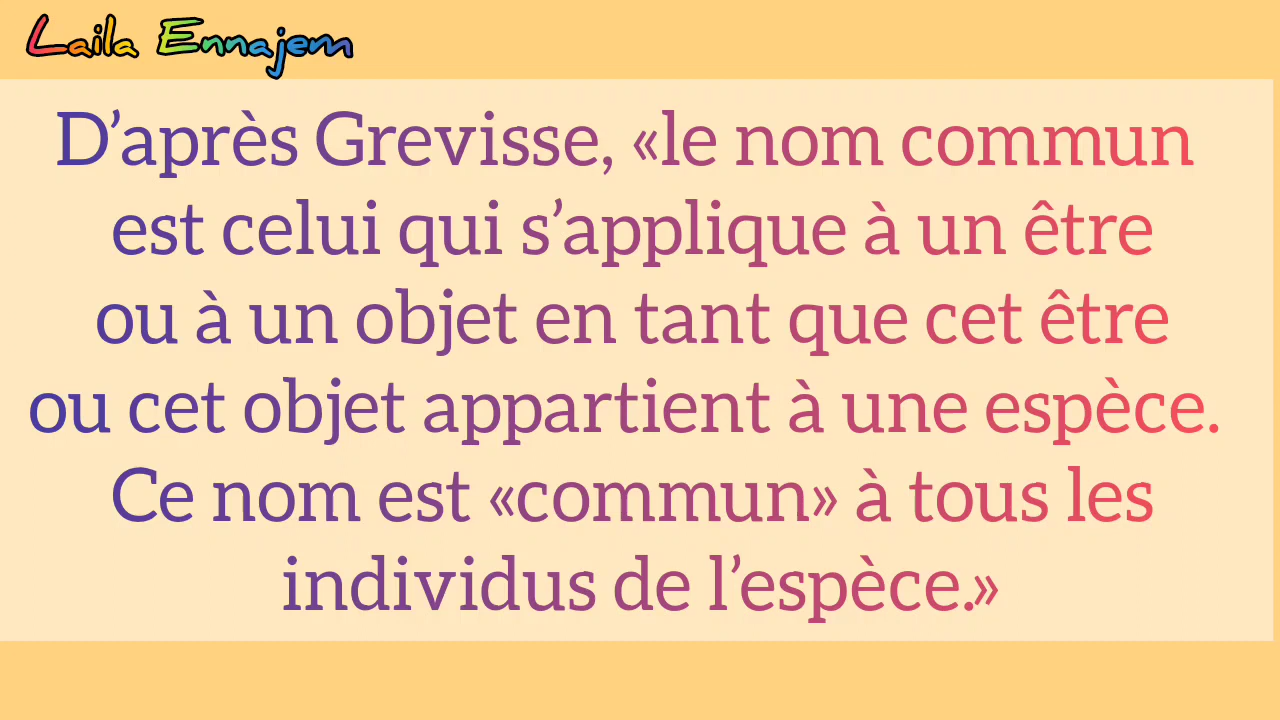 Laila Ennajem
D’après Grevisse, «le nom commun
est celui qui s’applique à un être
ou à un objet en tant que cet être
ou cet objet appartient à une espèce.
Ce nom est «commun» à tous les
individus de l’espèce.»